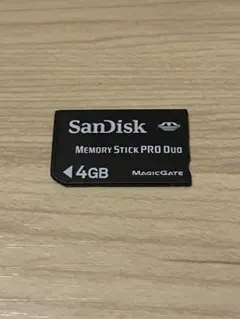 SanDisk
MEMORY STICK PRO DUO
4GB MAGICGATE